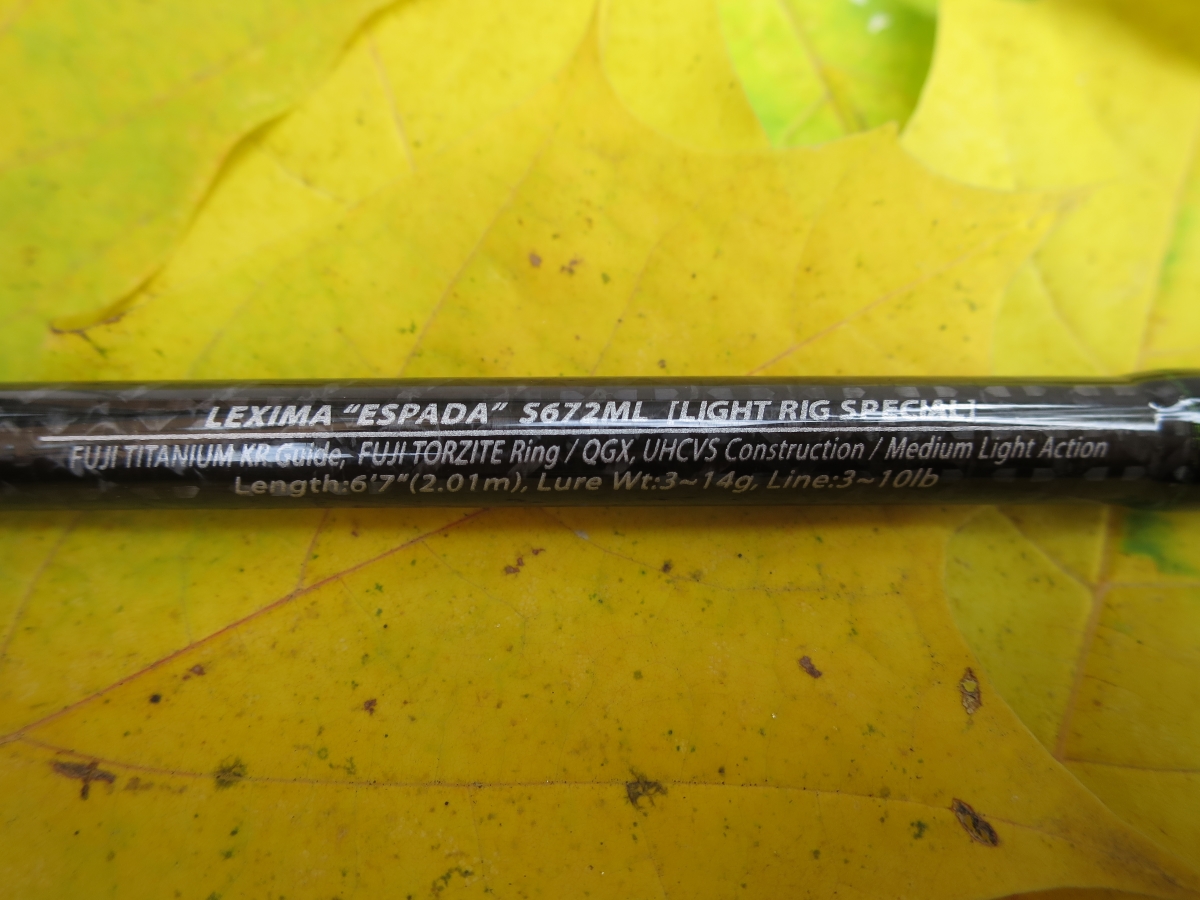 LEXIMA “ESPADA” S672ML [LIGHT RIG SPECIAL]
FUJI TITANIUM KR Guide, FUJI TORZITE Ring / QGX, UHCVS Construction / Medium Light Action
Length:6'7"(2.01m), Lure Wt:3~14g, Line:3~10lb